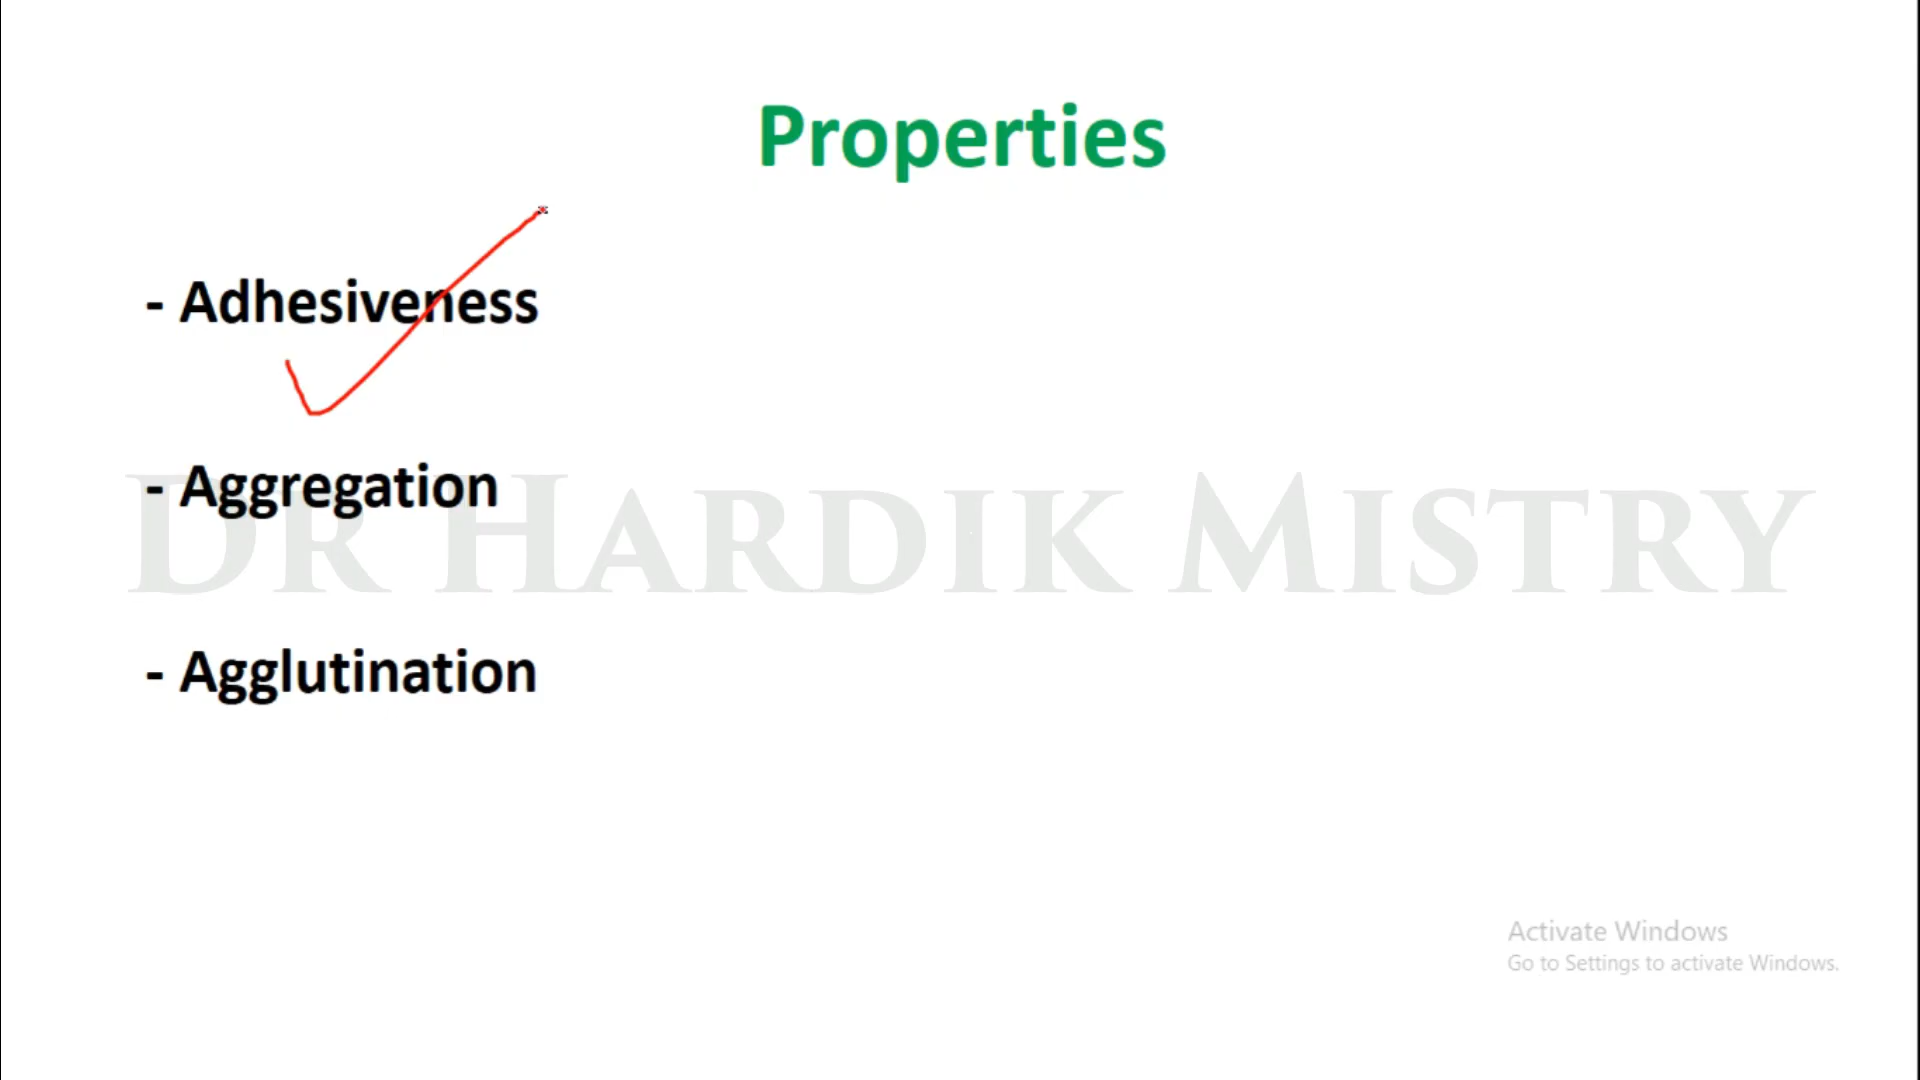 Properties
- Adhesiveness
- Aggregation
DR HARDIK MISTRY
- Agglutination
Activate Windows
Go to Settings to activate Windows.